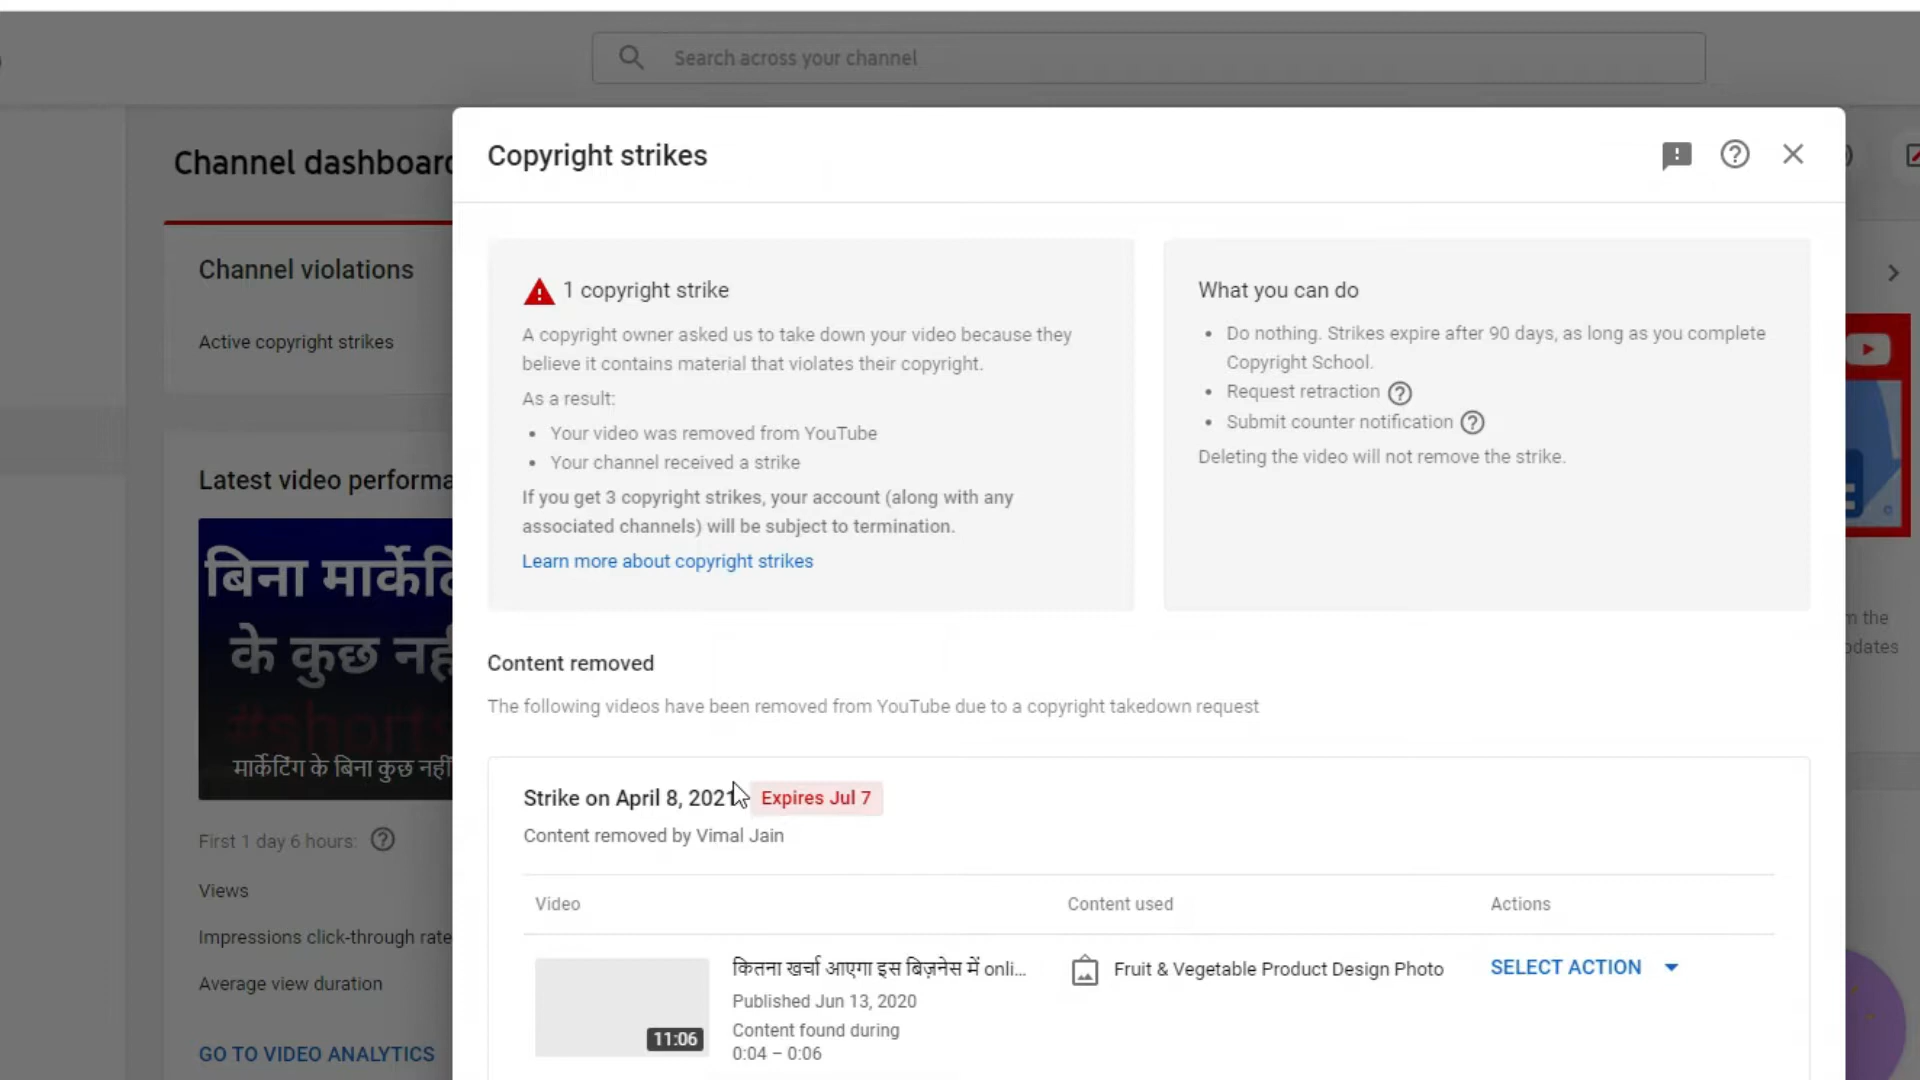 Search across your channel
Channel dashboard
Copyright strikes
Channel violations
Active copyright strikes
1 copyright strike
A copyright owner asked us to take down your video because they
believe it contains material that violates their copyright.
As a result:
• Your video was removed from YouTube
• Your channel received a strike
If you get 3 copyright strikes, your account (along with any
associated channels) will be subject to termination.
Learn more about copyright strikes
What you can do
• Do nothing. Strikes expire after 90 days, as long as you complete
Copyright School.
• Request retraction
• Submit counter notification
Deleting the video will not remove the strike.
Latest video performa
बिना मार्केटि
के कुछ नहीं
#shorts
मार्केटिंग के बिना कुछ नहीं
First 1 day 6 hours:
Views
Impressions click-through rate
Average view duration
GO TO VIDEO ANALYTICS
Content removed
The following videos have been removed from YouTube due to a copyright takedown request
Strike on April 8, 2021
Expires Jul 7
Content removed by Vimal Jain
Video
Content used
Actions
11:06
कितना खर्चा आएगा इस बिज़नेस में onli...
Published Jun 13, 2020
Content found during
0:04 – 0:06
Fruit & Vegetable Product Design Photo
SELECT ACTION
the